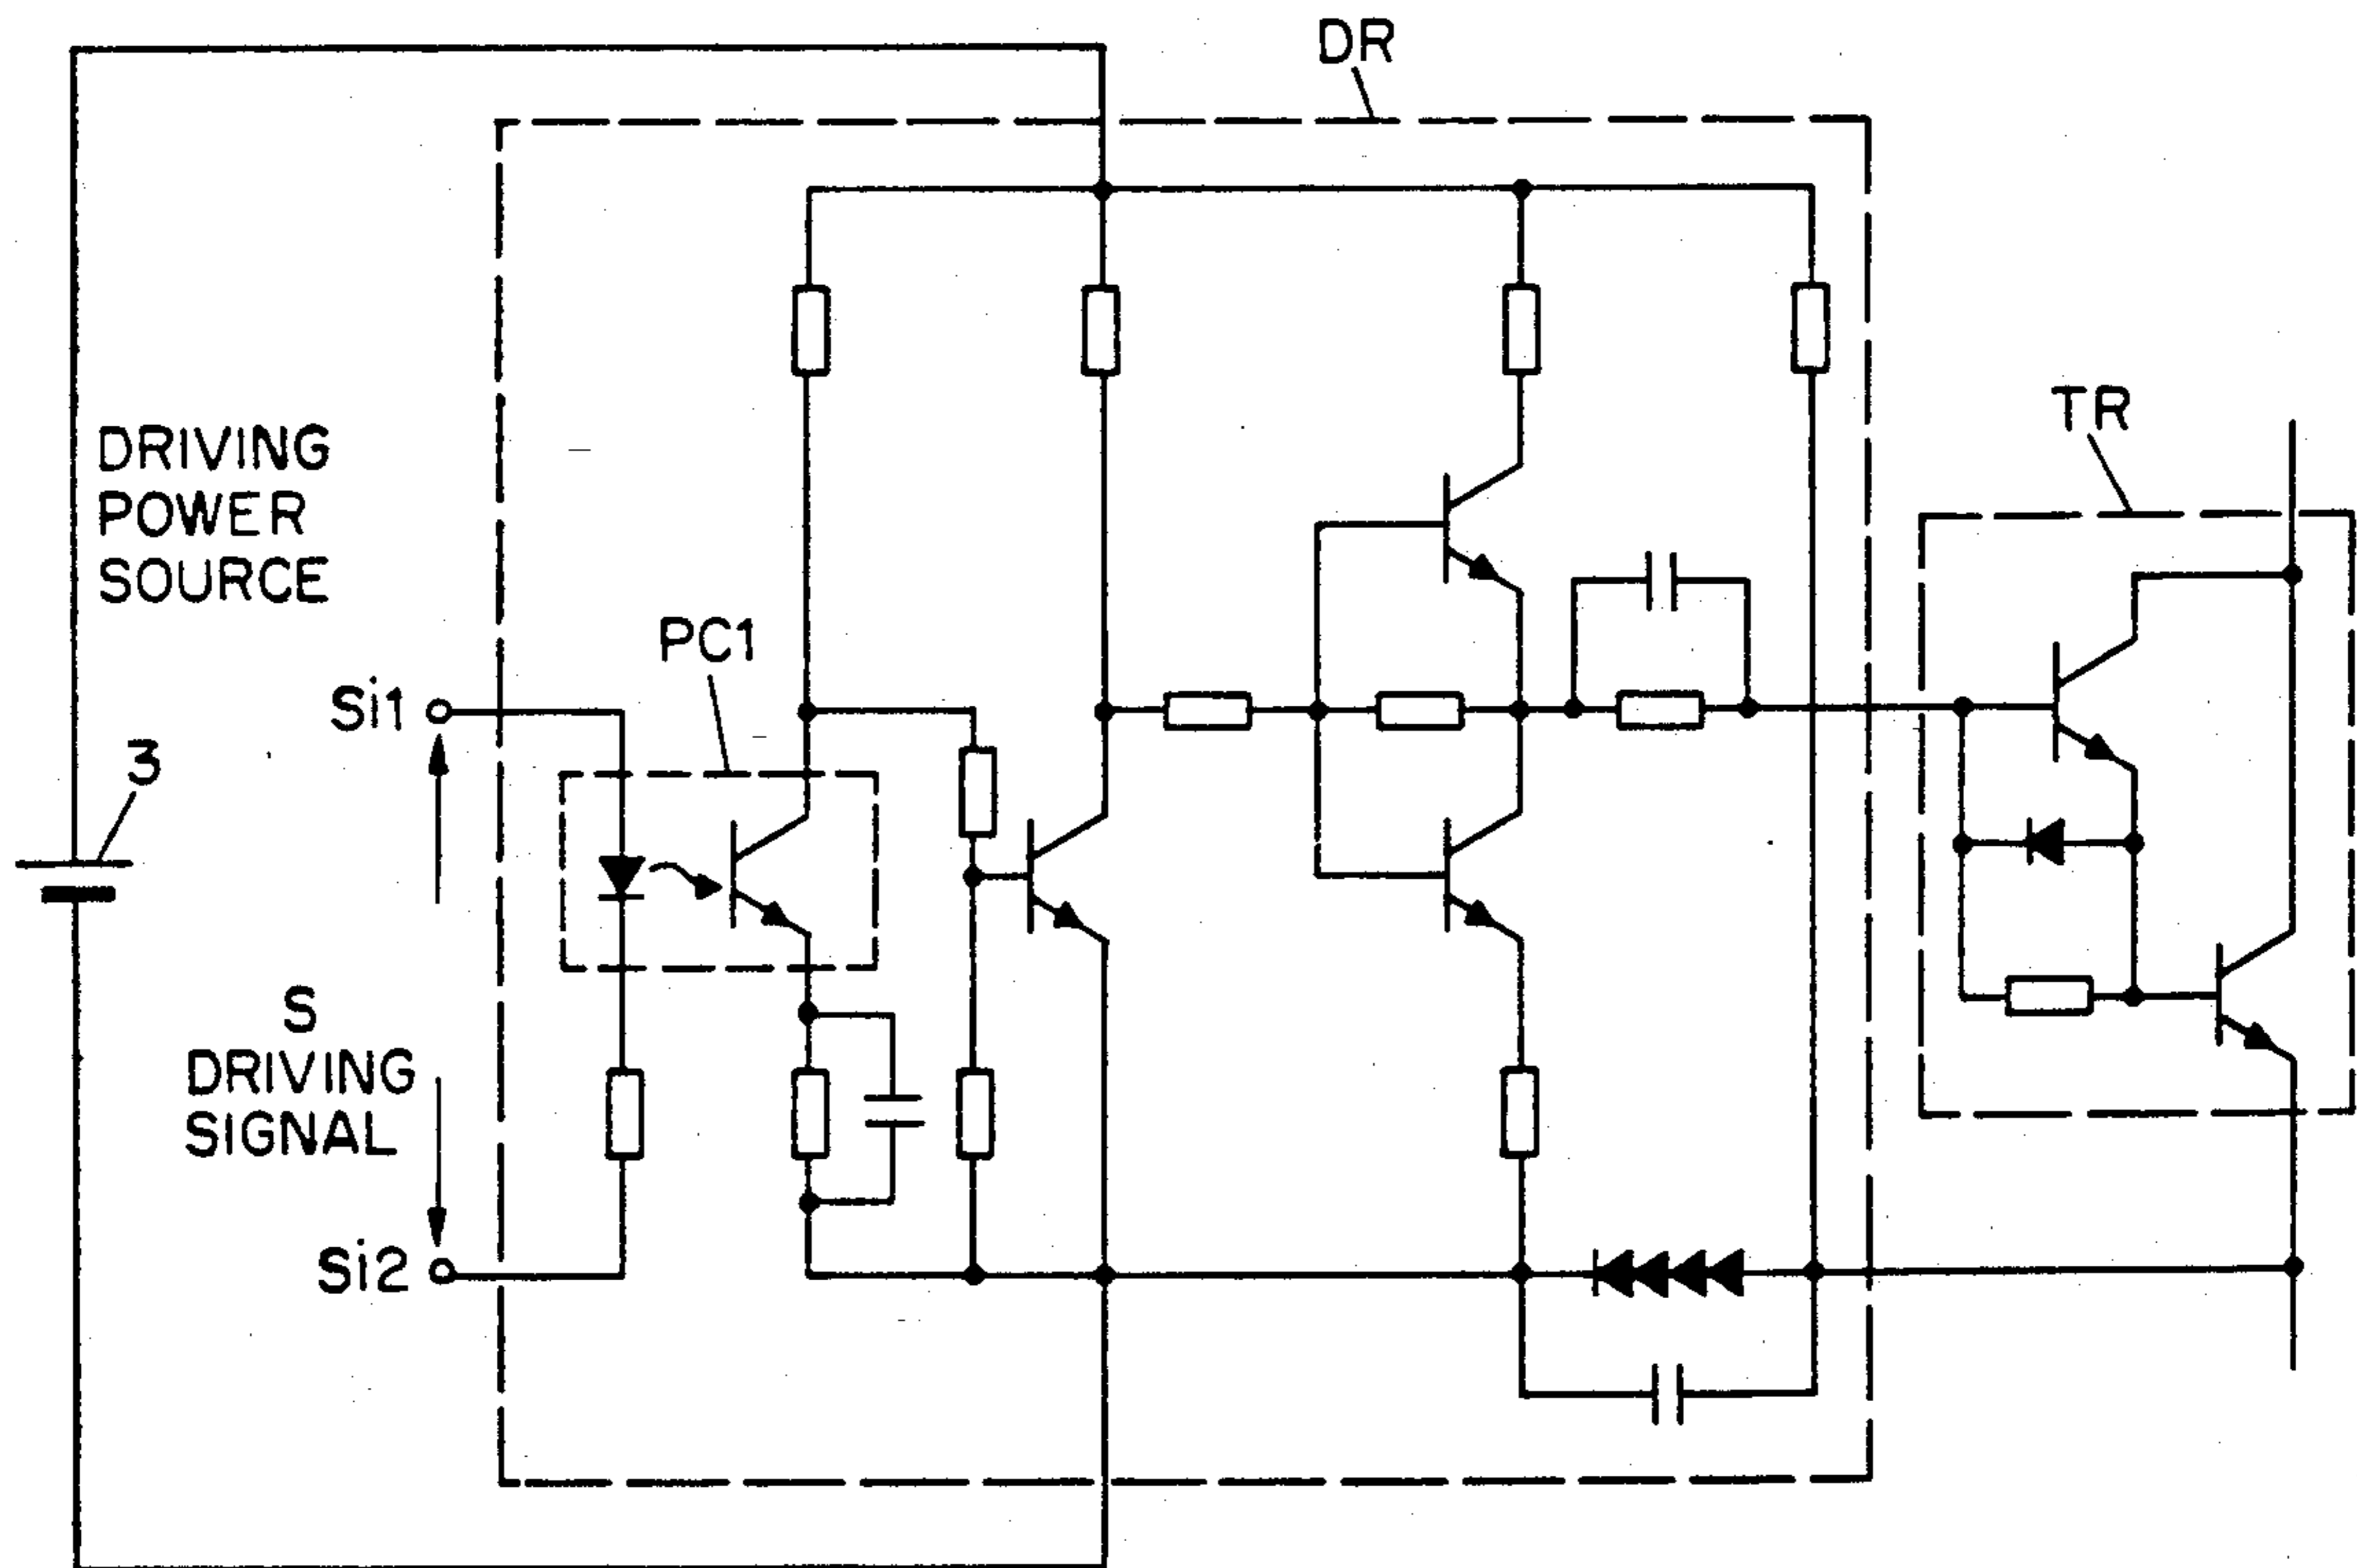 DR
DRIVING
POWER
SOURCE
TR
PC1
Si1
3
S
DRIVING
SIGNAL
Si2